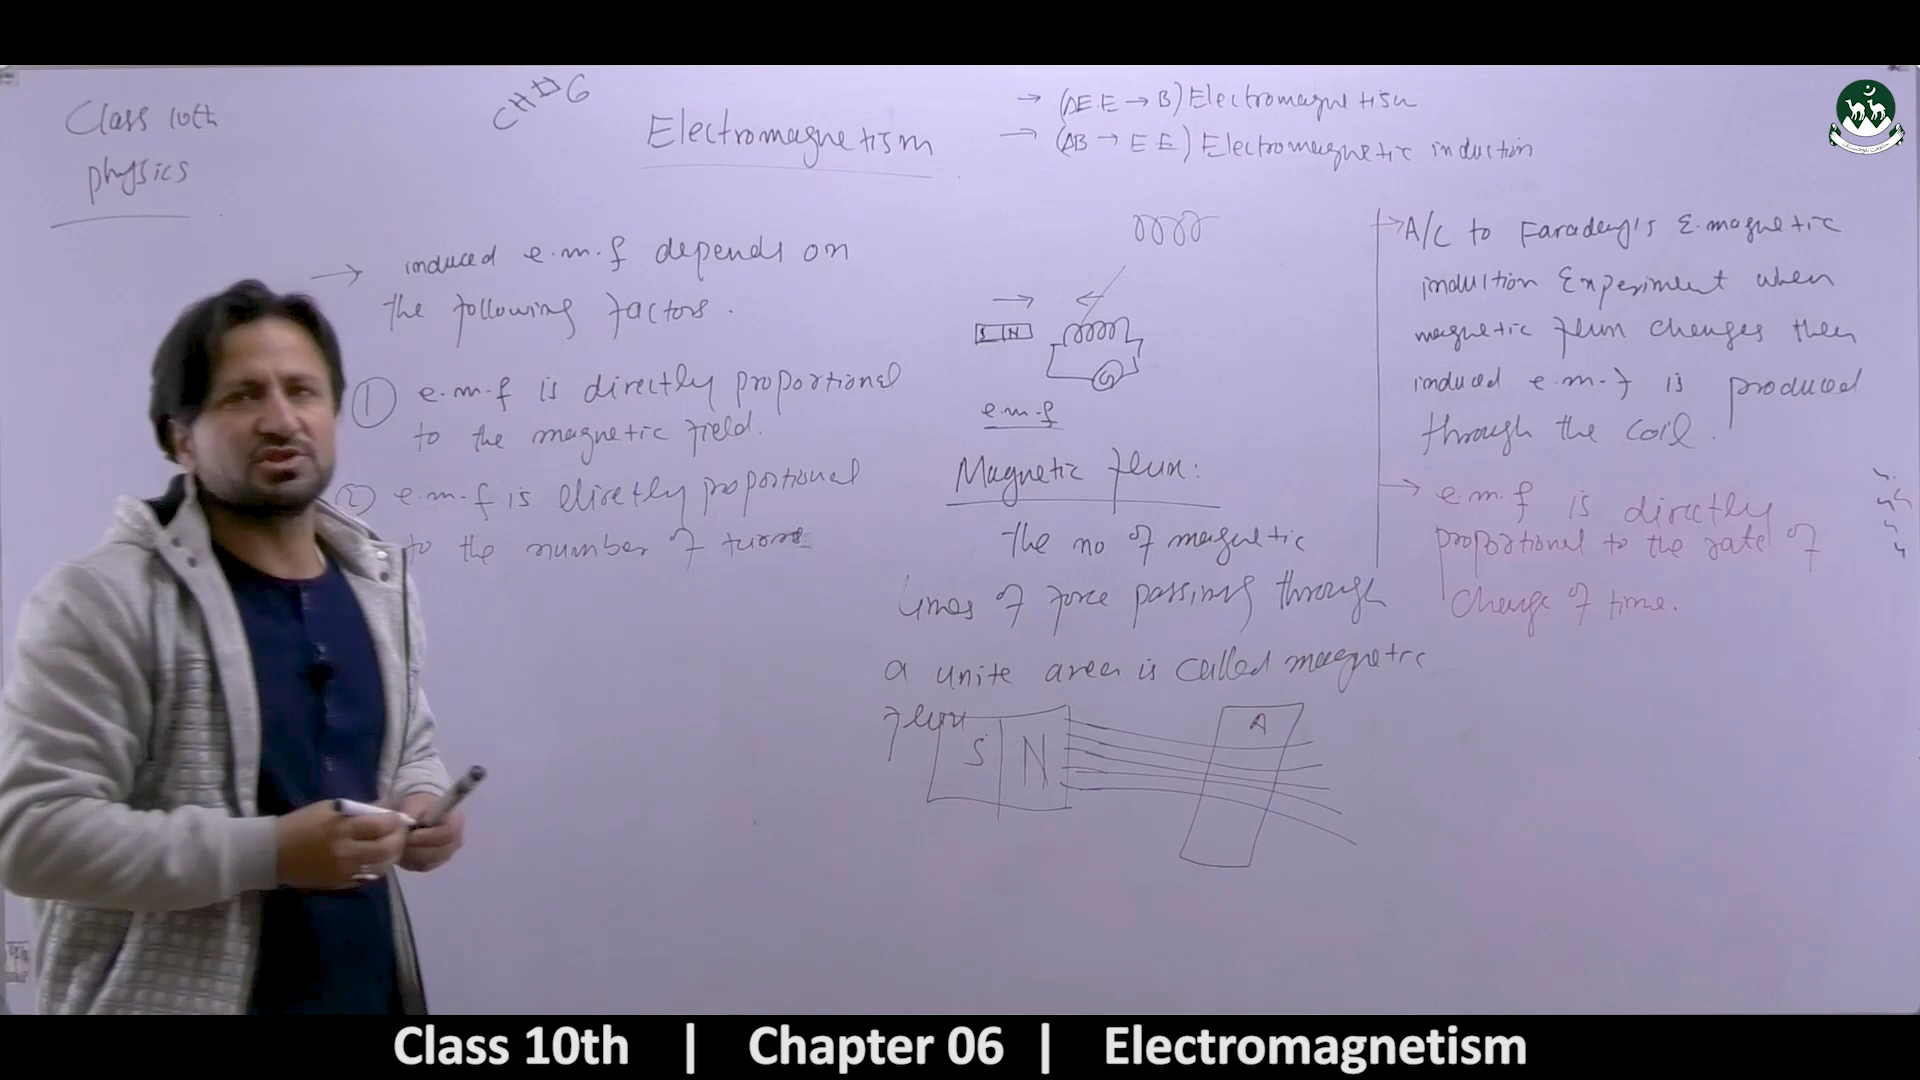 Class 10th
physics
CH#06
Electromagnetism
→ (ΔE.E → B) Electromagnetism
→ (ΔB → E E) Electromagnetic induction
→ induced e.m.f depends on
the following factors.
① e.m.f is directly proportional
to the magnetic field.
② e.m.f is directly proportional
to the number of turns.
S N
G
e.m.f
Magnetic flux:
the no of magnetic
lines of force passing through
a unite area is called magnetic
flux
S N
A
→ A/C to Faraday's E.magnetic
induction Experiment when
magnetic flux changes then
induced e.m.f is produced
through the coil.
→ e.m.f is directly
proportional to the rate of
change of time.
Class 10th | Chapter 06 | Electromagnetism